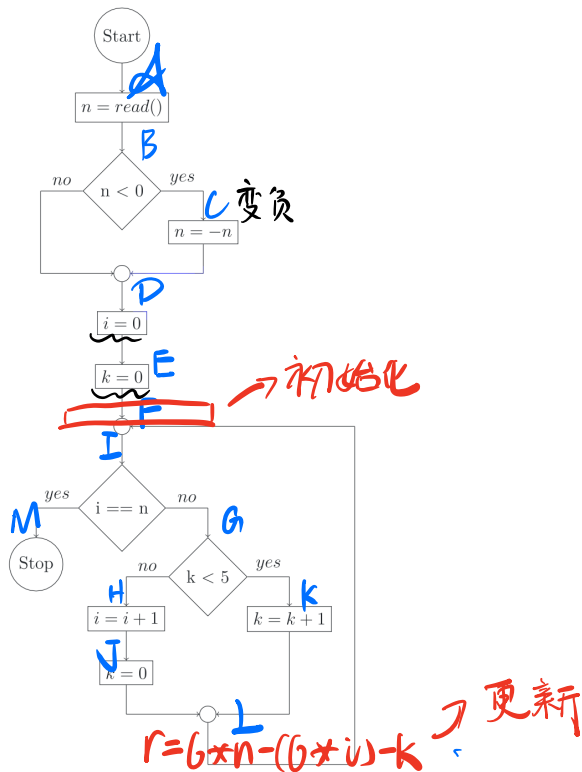 Start
A
n = read()
B
no
n < 0
yes
C 变负
n = −n
D
i = 0
E
k = 0
初始化
F
I
yes
i == n
no
M
G
Stop
no
k < 5
yes
H
K
i = i + 1
k = k + 1
J
k = 0
更新
L
r=6*n-(6*i)-k